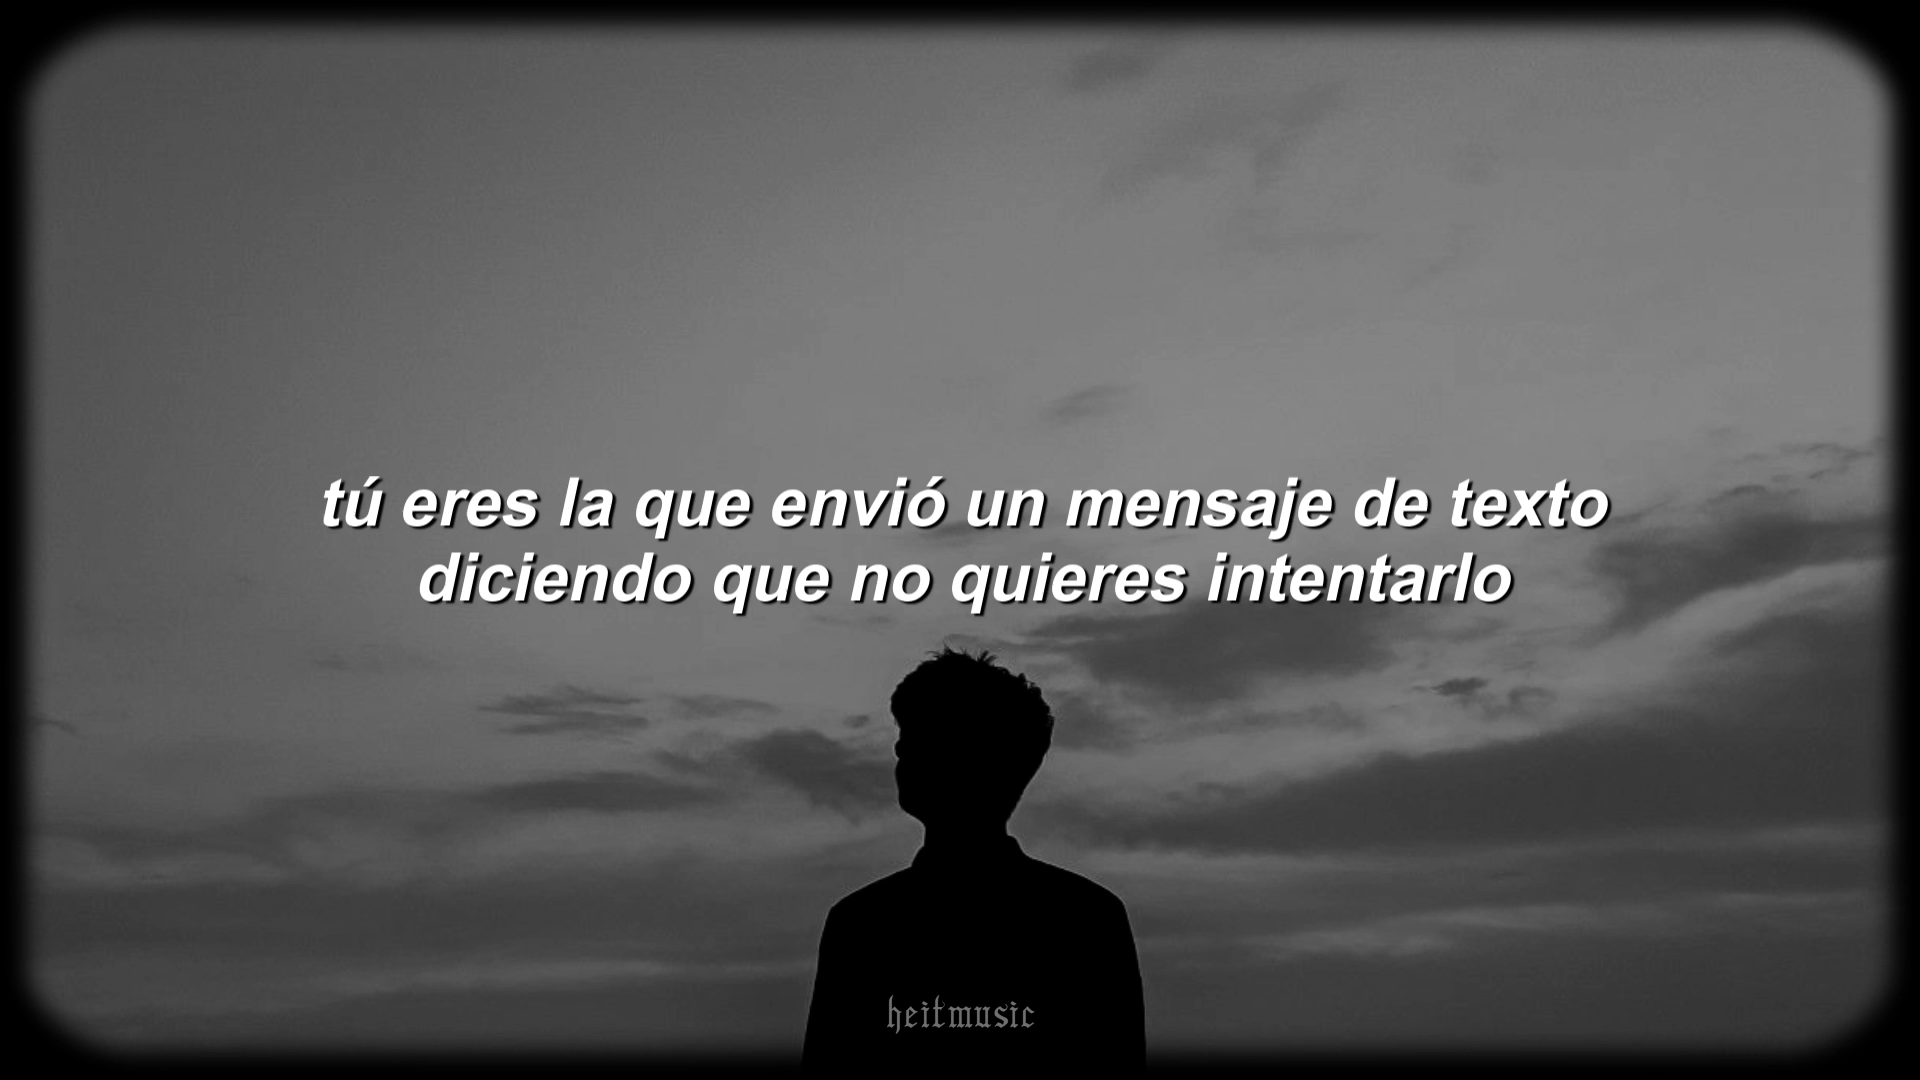 tú eres la que envió un mensaje de texto
diciendo que no quieres intentarlo
heitmusic